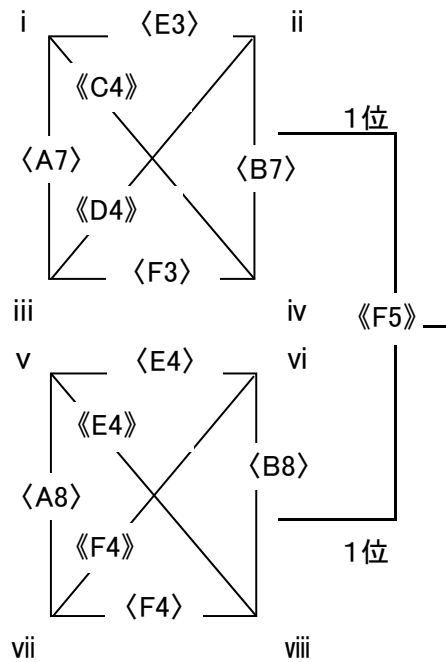 i 〈E3〉 ii
《C4》
1位
〈A7〉 〈B7〉
《D4》
〈F3〉
iii iv 《F5》
v 〈E4〉 vi
《E4》
〈B8〉
〈A8〉
《F4》
1位
〈F4〉
vii viii